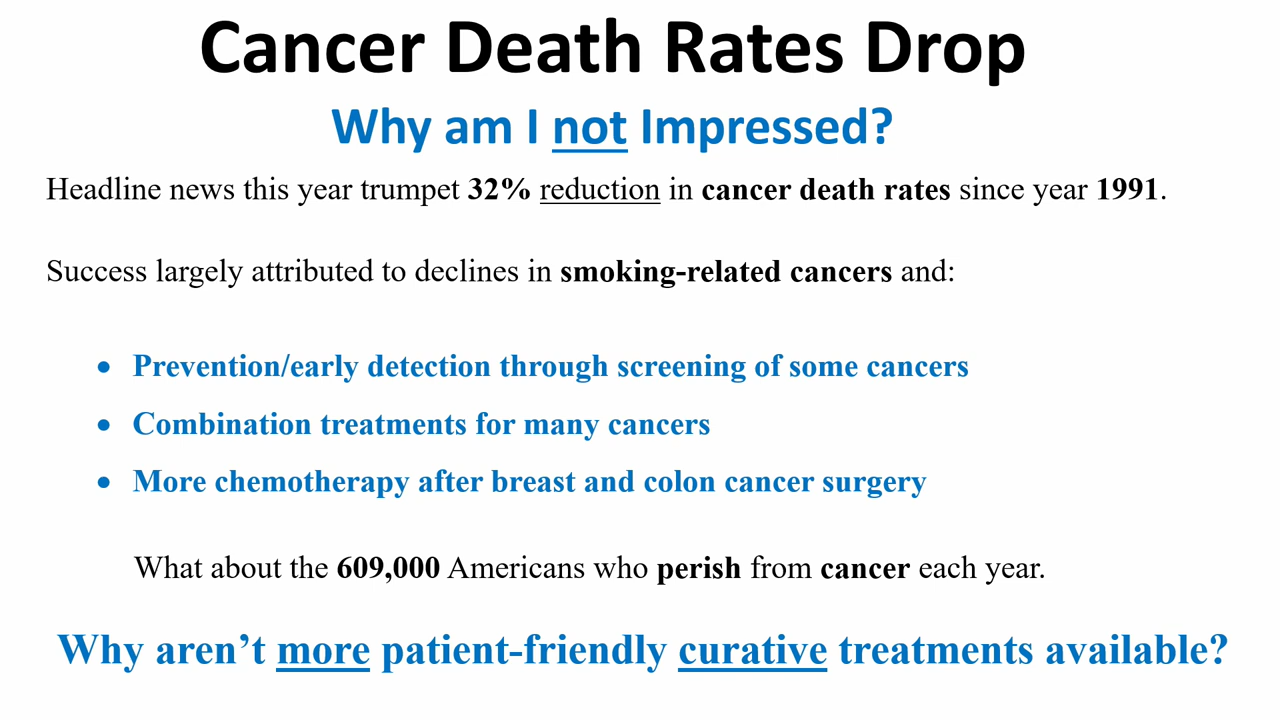 Cancer Death Rates Drop
Why am I not Impressed?
Headline news this year trumpet 32% reduction in cancer death rates since year 1991.
Success largely attributed to declines in smoking-related cancers and:
• Prevention/early detection through screening of some cancers
• Combination treatments for many cancers
• More chemotherapy after breast and colon cancer surgery
What about the 609,000 Americans who perish from cancer each year.
Why aren’t more patient-friendly curative treatments available?